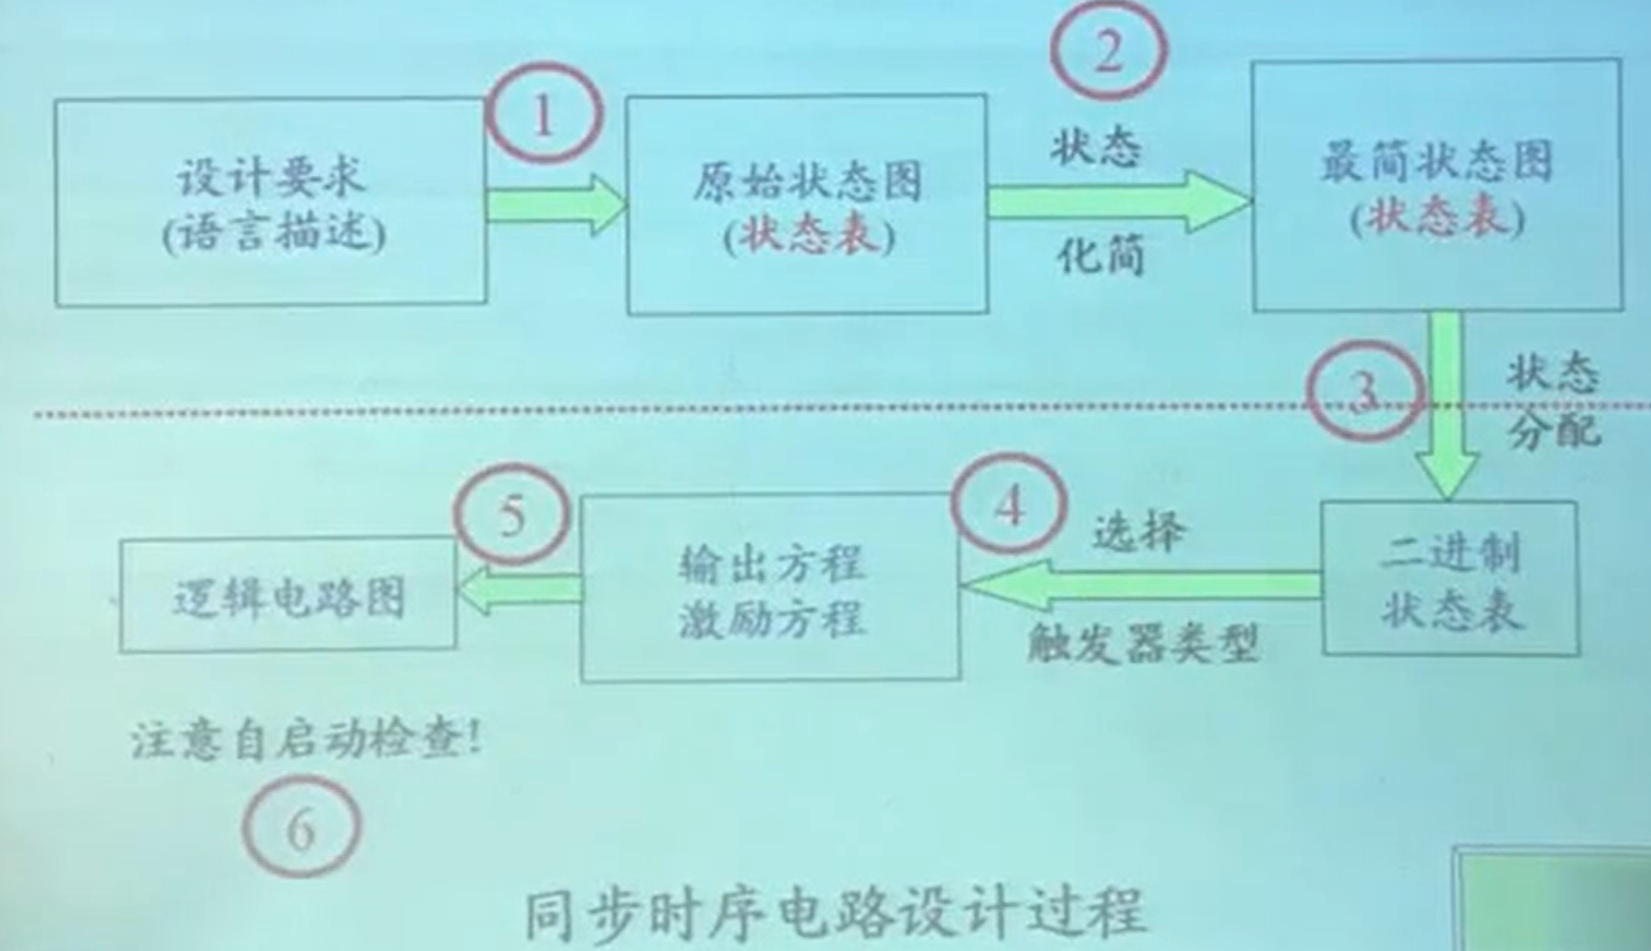 ①
②
设计要求
(语言描述)
原始状态图
(状态表)
状态
化简
最简状态图
(状态表)
③
状态
分配
二进制
状态表
④
选择
触发器类型
输出方程
激励方程
⑤
逻辑电路图
注意自启动检查!
⑥
同步时序电路设计过程